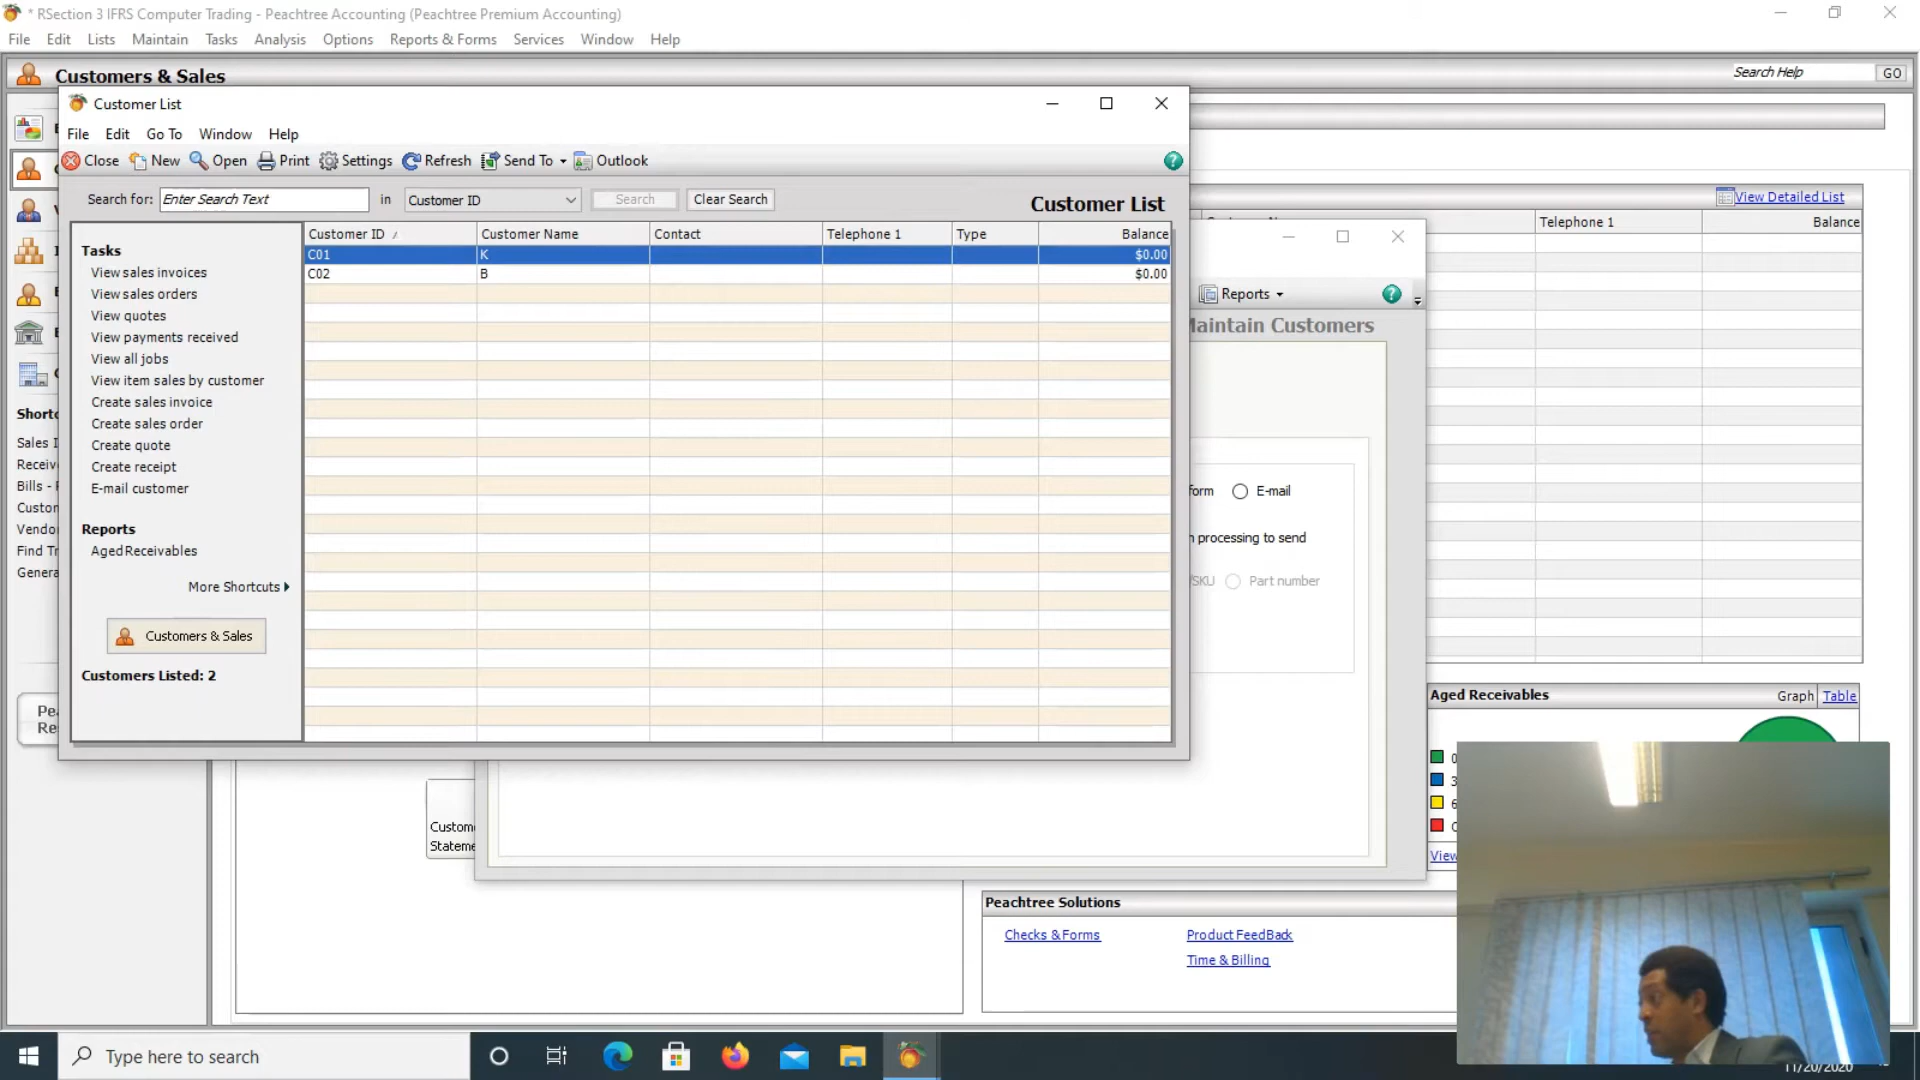 * RSection 3 IFRS Computer Trading - Peachtree Accounting (Peachtree Premium Accounting)
File Edit Lists Maintain Tasks Analysis Options Reports & Forms Services Window Help
Customers & Sales
Search Help GO
Customer List
File Edit Go To Window Help
Close New Open Print Settings Refresh Send To Outlook
Search for: Enter Search Text in Customer ID Search Clear Search
Customer List
Tasks
View sales invoices
View sales orders
View quotes
View payments received
View all jobs
View item sales by customer
Create sales invoice
Create sales order
Create quote
Create receipt
E-mail customer
Reports
Aged Receivables
More Shortcuts
Customers & Sales
Customers Listed: 2
Customer ID / Customer Name Contact Telephone 1 Type Balance
C01 K $0.00
C02 B $0.00
View Detailed List
Telephone 1 Balance
Reports
Maintain Customers
form E-mail
processing to send
/SKU Part number
Sales
Bills -
Aged Receivables Graph Table
View
Peachtree Solutions
Checks & Forms Product FeedBack
Time & Billing
Type here to search
11/20/2020